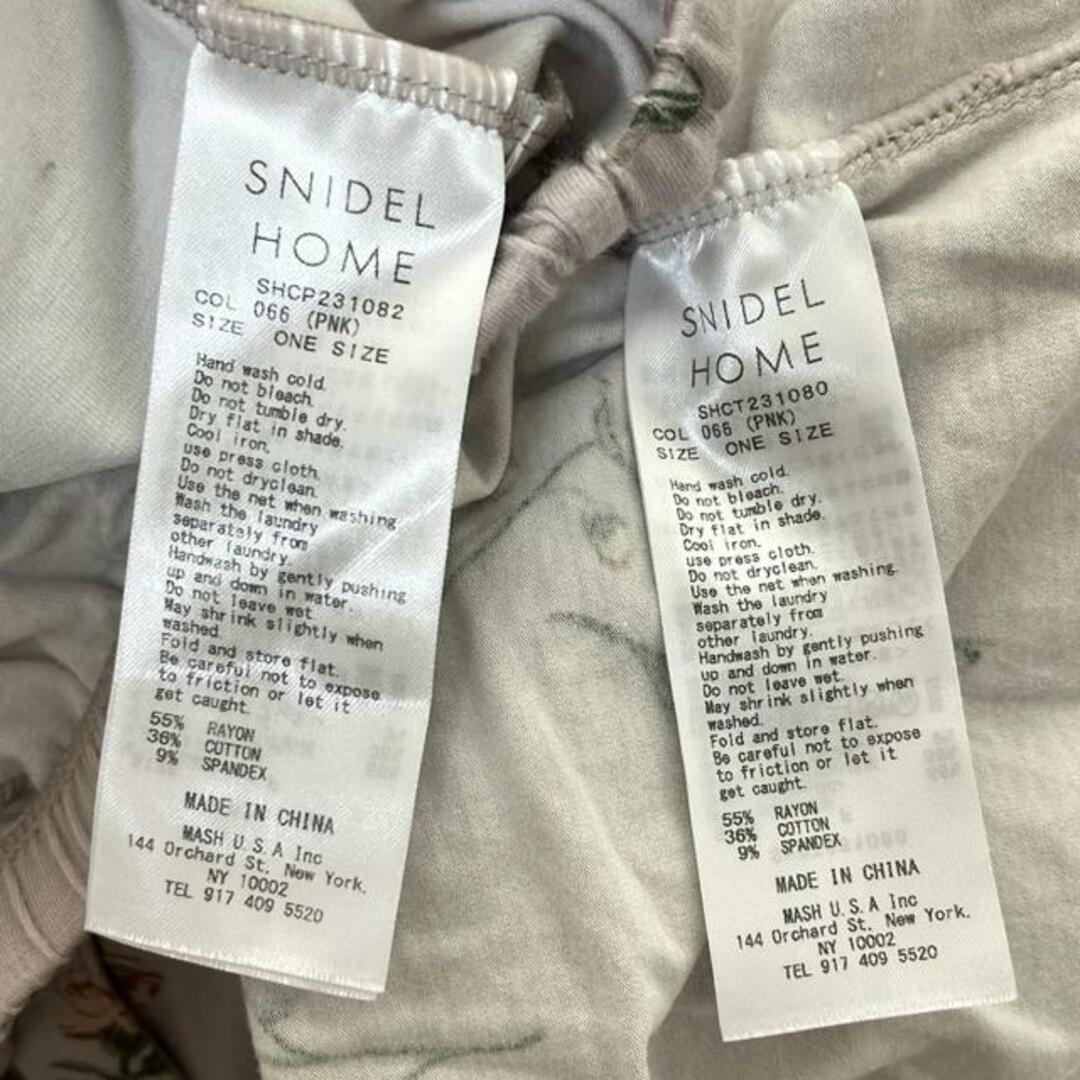 SNIDEL
HOME
SHCP231082
COL 066 (PNK)
SIZE ONE SIZE
Hand wash cold.
Do not bleach.
Do not tumble dry.
Dry flat in shade.
Cool iron,
use press cloth.
Do not dryclean.
Use the net when washing
Wash the laundry
separately from
other laundry.
Handwash by gently pushing
up and down in water.
Do not leave wet
May shrink slightly when
washed.
Fold and store flat.
Be careful not to expose
to friction or let it
get caught.
55% RAYON
36% COTTON
9% SPANDEX
MADE IN CHINA
MASH U.S.A Inc
144 Orchard St. New York.
NY 10002
TEL 917 409 5520
SNIDEL
HOME
SHCT231080
COL 066 (PNK)
SIZE ONE SIZE
Hand wash cold.
Do not bleach.
Do not tumble dry.
Dry flat in shade.
Cool iron,
use press cloth.
Do not dryclean.
Use the net when washing.
Wash the laundry
separately from
other laundry.
Handwash by gently pushing
up and down in water.
Do not leave wet.
May shrink slightly when
washed.
Fold and store flat.
Be careful not to expose
to friction or let it
get caught.
55% RAYON
36% COTTON
9% SPANDEX
MADE IN CHINA
MASH U.S.A Inc
144 Orchard St. New York.
NY 10002
TEL 917 409 5520